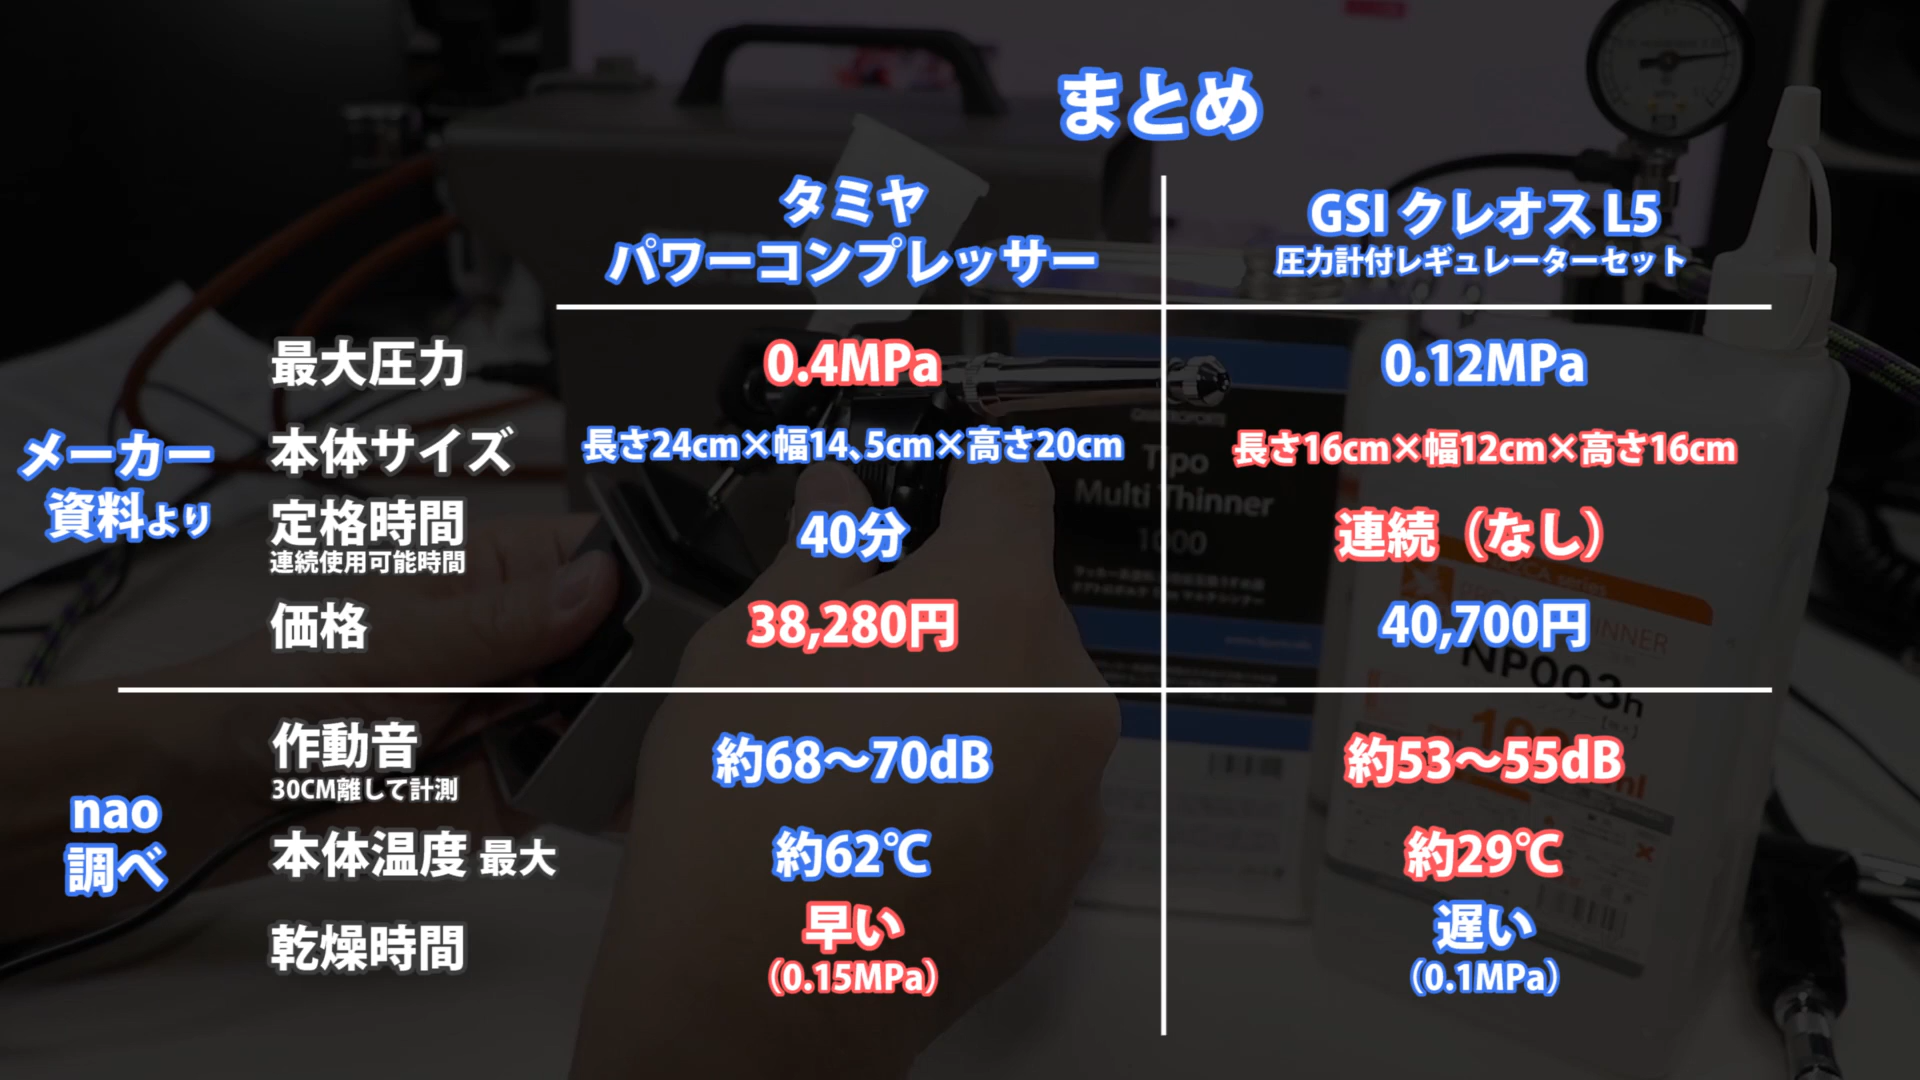 まとめ
タミヤ
パワーコンプレッサー
GSI クレオス L5
圧力計付レギュレーターセット
メーカー
資料より
最大圧力
0.4MPa
0.12MPa
本体サイズ
長さ24cm×幅14、5cm×高さ20cm
長さ16cm×幅12cm×高さ16cm
定格時間
連続使用可能時間
40分
連続（なし）
価格
38,280円
40,700円
nao
調べ
作動音
30CM離して計測
約68～70dB
約53～55dB
本体温度 最大
約62℃
約29℃
乾燥時間
早い
（0.15MPa）
遅い
（0.1MPa）
Tipo
Multi Thinner
1000
NP003h